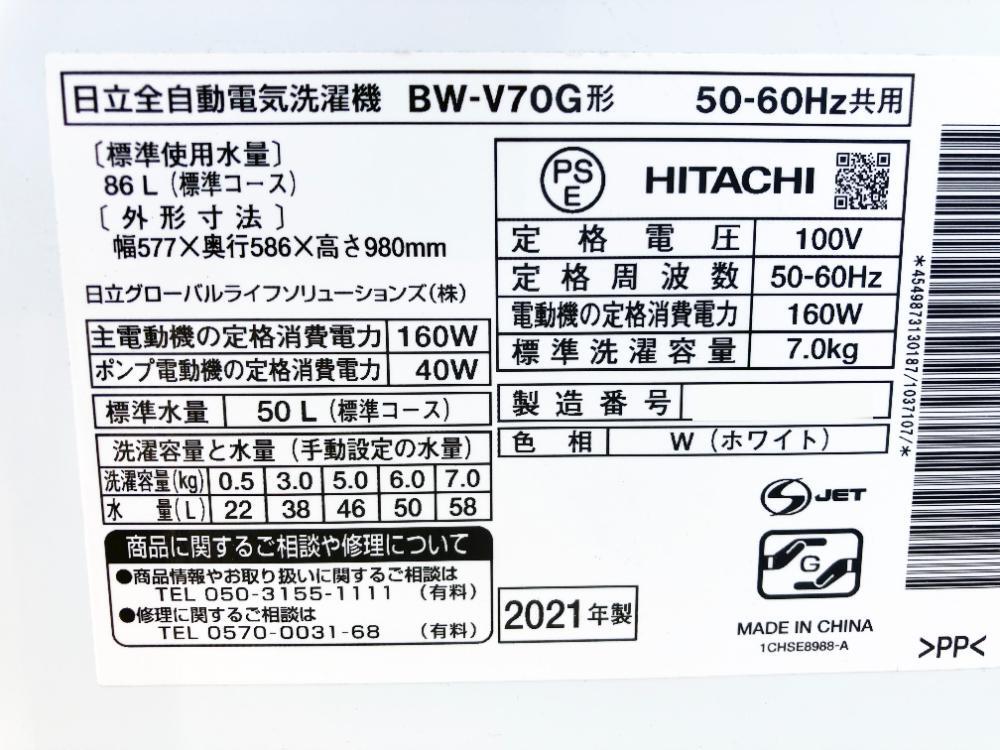 日立全自動電気洗濯機 BW-V70G形 50-60Hz共用
〔標準使用水量〕
86 L (標準コース)
〔外形寸法〕
幅577×奥行586×高さ980mm
日立グローバルライフソリューションズ(株)
主電動機の定格消費電力 160W
ポンプ電動機の定格消費電力 40W
標準水量 50 L (標準コース)
洗濯容量と水量 (手動設定の水量)
洗濯容量(kg) 0.5 3.0 5.0 6.0 7.0
水 量(L) 22 38 46 50 58
商品に関するご相談や修理について
●商品情報やお取り扱いに関するご相談は
TEL 050-3155-1111 (有料)
●修理に関するご相談は
TEL 0570-0031-68 (有料)
PS
E
HITACHI
定格電圧 100V
定格周波数 50-60Hz
電動機の定格消費電力 160W
標準洗濯容量 7.0kg
製造番号
色相 W (ホワイト)
S JET
G
2021年製
MADE IN CHINA
1CHSE8988-A
>PP<
*4549873130187/1037107/*